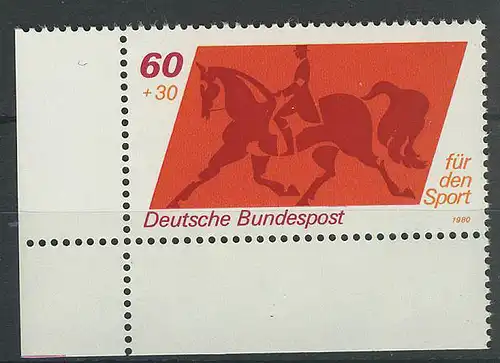 60
+ 30
für
den
Sport
Deutsche Bundespost
1980